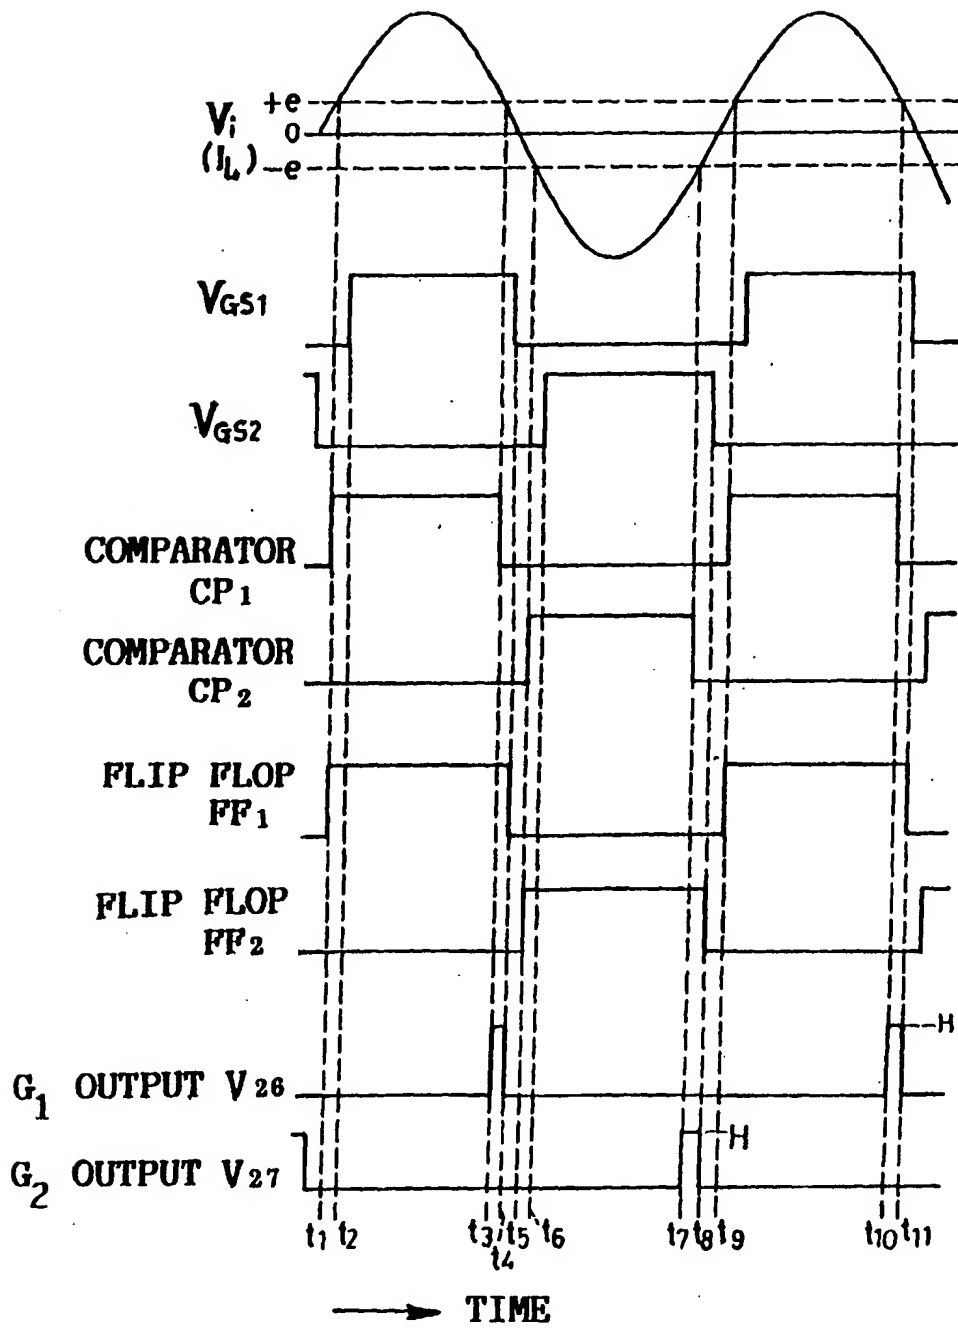 +e
Vi 0
(IL) -e
VGS1
VGS2
COMPARATOR
CP1
COMPARATOR
CP2
FLIP FLOP
FF1
FLIP FLOP
FF2
H
G1 OUTPUT V26
H
G2 OUTPUT V27
t1 t2 t3 t5 t6 t7 t8 t9 t10 t11
t4
TIME